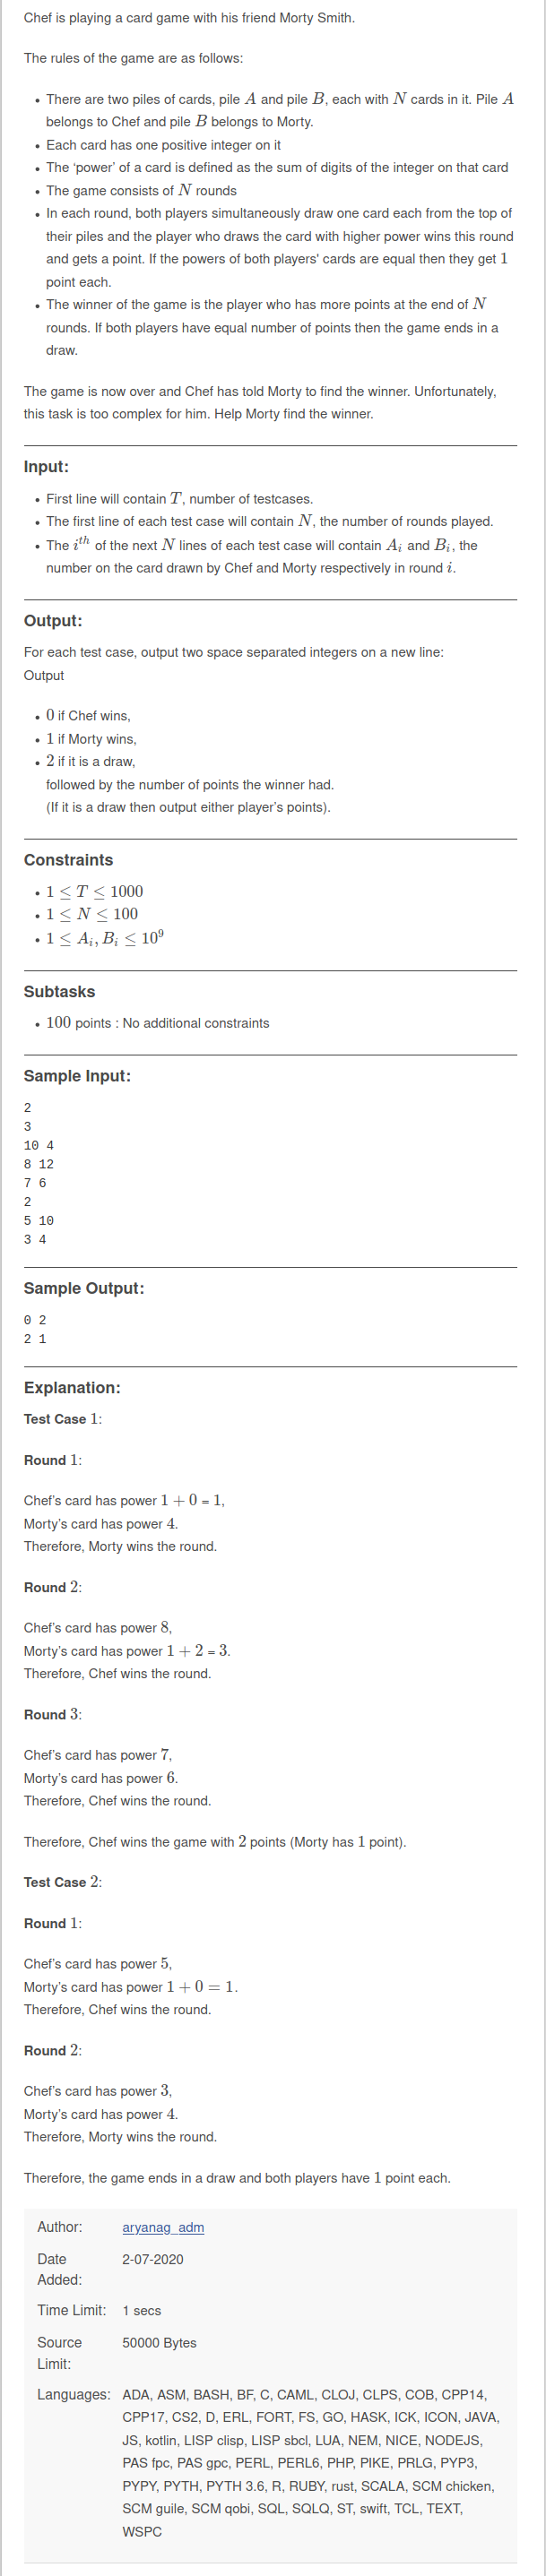 Chef is playing a card game with his friend Morty Smith.
The rules of the game are as follows:
• There are two piles of cards, pile A and pile B, each with N cards in it. Pile A
belongs to Chef and pile B belongs to Morty.
• Each card has one positive integer on it
• The ‘power’ of a card is defined as the sum of digits of the integer on that card
• The game consists of N rounds
• In each round, both players simultaneously draw one card each from the top of
their piles and the player who draws the card with higher power wins this round
and gets a point. If the powers of both players' cards are equal then they get 1
point each.
• The winner of the game is the player who has more points at the end of N
rounds. If both players have equal number of points then the game ends in a
draw.
The game is now over and Chef has told Morty to find the winner. Unfortunately,
this task is too complex for him. Help Morty find the winner.
Input:
• First line will contain T, number of testcases.
• The first line of each test case will contain N, the number of rounds played.
• The iᵗʰ of the next N lines of each test case will contain Aᵢ and Bᵢ, the
number on the card drawn by Chef and Morty respectively in round i.
Output:
For each test case, output two space separated integers on a new line:
Output
• 0 if Chef wins,
• 1 if Morty wins,
• 2 if it is a draw,
followed by the number of points the winner had.
(If it is a draw then output either player’s points).
Constraints
• 1 ≤ T ≤ 1000
• 1 ≤ N ≤ 100
• 1 ≤ Aᵢ, Bᵢ ≤ 10⁹
Subtasks
• 100 points : No additional constraints
Sample Input:
2
3
10 4
8 12
7 6
2
5 10
3 4
Sample Output:
0 2
2 1
Explanation:
Test Case 1:
Round 1:
Chef’s card has power 1 + 0 = 1,
Morty’s card has power 4.
Therefore, Morty wins the round.
Round 2:
Chef’s card has power 8,
Morty’s card has power 1 + 2 = 3.
Therefore, Chef wins the round.
Round 3:
Chef’s card has power 7,
Morty’s card has power 6.
Therefore, Chef wins the round.
Therefore, Chef wins the game with 2 points (Morty has 1 point).
Test Case 2:
Round 1:
Chef’s card has power 5,
Morty’s card has power 1 + 0 = 1.
Therefore, Chef wins the round.
Round 2:
Chef’s card has power 3,
Morty’s card has power 4.
Therefore, Morty wins the round.
Therefore, the game ends in a draw and both players have 1 point each.
Author: aryanag_adm
Date 2-07-2020
Added:
Time Limit: 1 secs
Source 50000 Bytes
Limit:
Languages: ADA, ASM, BASH, BF, C, CAML, CLOJ, CLPS, COB, CPP14,
CPP17, CS2, D, ERL, FORT, FS, GO, HASK, ICK, ICON, JAVA,
JS, kotlin, LISP clisp, LISP sbcl, LUA, NEM, NICE, NODEJS,
PAS fpc, PAS gpc, PERL, PERL6, PHP, PIKE, PRLG, PYP3,
PYPY, PYTH, PYTH 3.6, R, RUBY, rust, SCALA, SCM chicken,
SCM guile, SCM qobi, SQL, SQLQ, ST, swift, TCL, TEXT,
WSPC